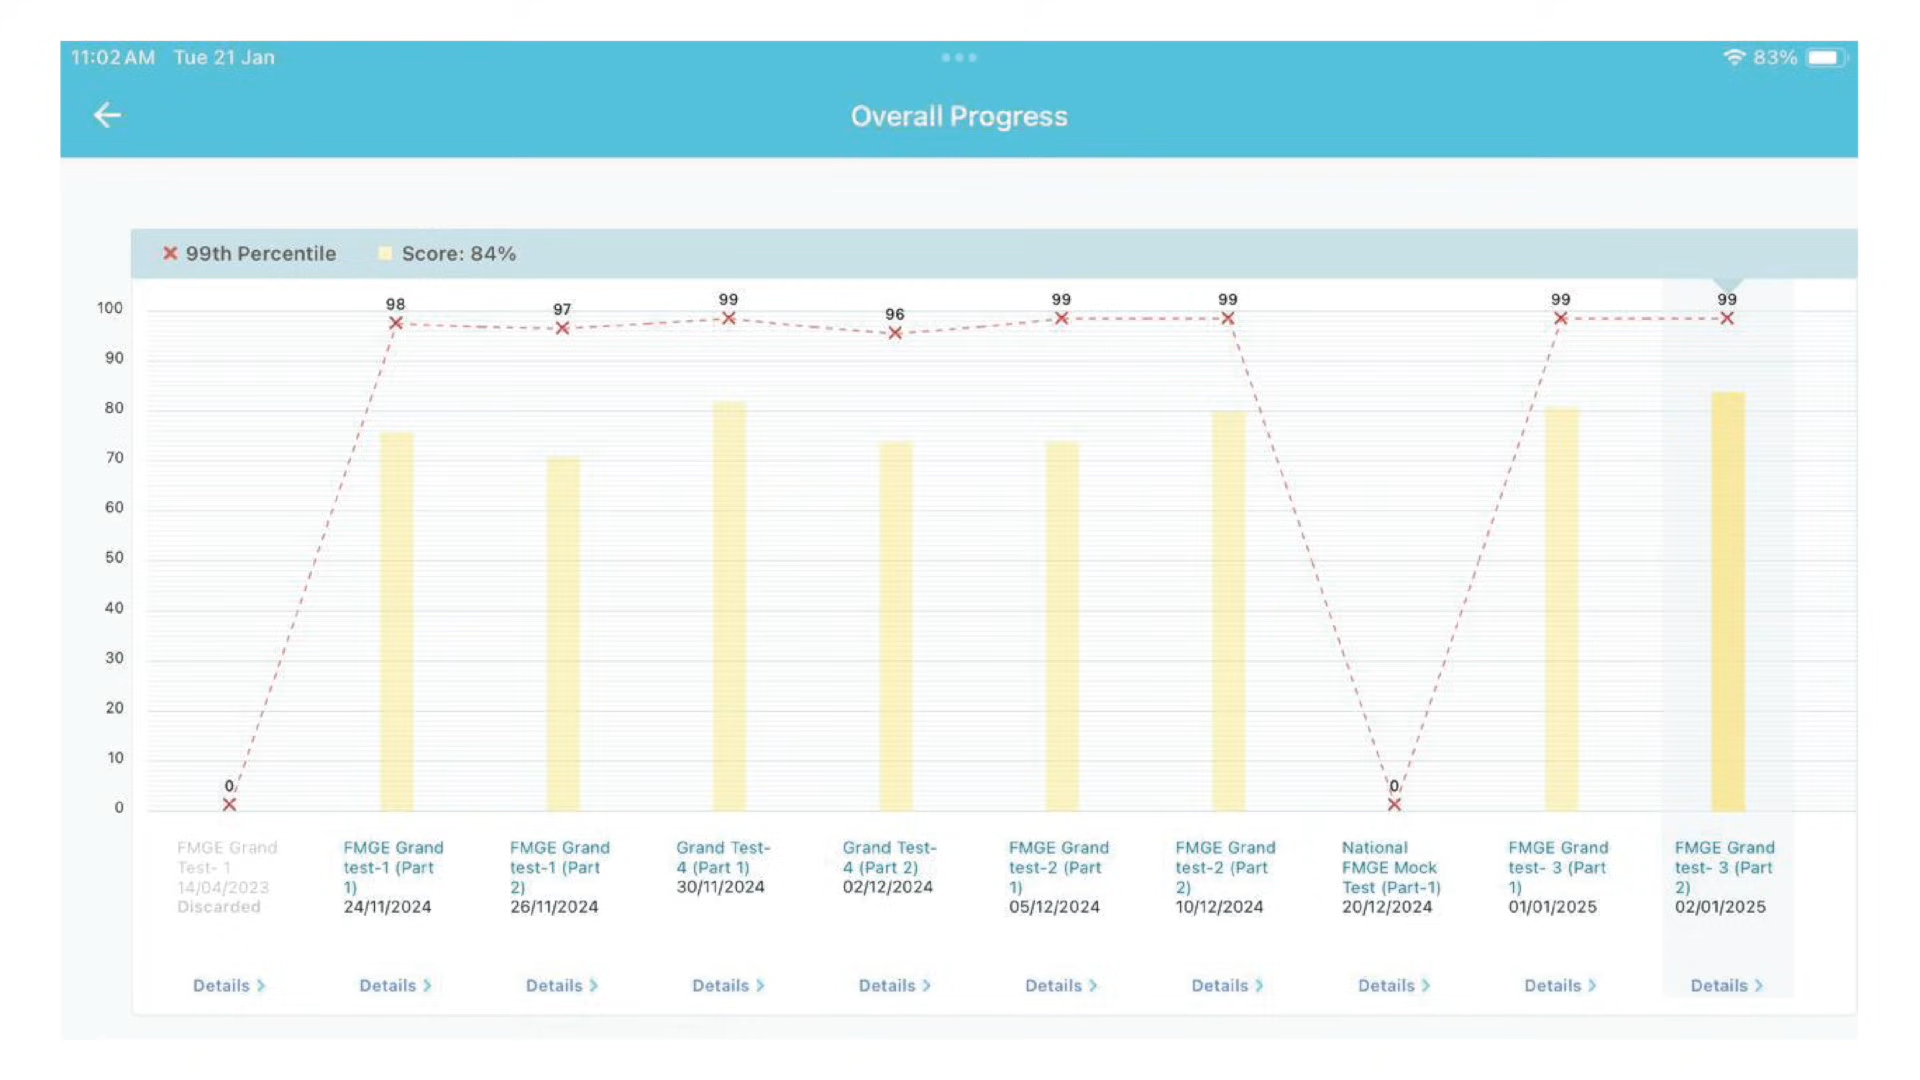 11:02 AM Tue 21 Jan
83%
Overall Progress
99th Percentile Score: 84%
98 97 99 96 99 99 99 99
100
90
80
70
60
50
40
30
20
10
0
0 0
FMGE Grand
Test- 1
14/04/2023
Discarded
FMGE Grand
test-1 (Part
1)
24/11/2024
FMGE Grand
test-1 (Part
2)
26/11/2024
Grand Test-
4 (Part 1)
30/11/2024
Grand Test-
4 (Part 2)
02/12/2024
FMGE Grand
test-2 (Part
1)
05/12/2024
FMGE Grand
test-2 (Part
2)
10/12/2024
National
FMGE Mock
Test (Part-1)
20/12/2024
FMGE Grand
test- 3 (Part
1)
01/01/2025
FMGE Grand
test- 3 (Part
2)
02/01/2025
Details > Details > Details > Details > Details > Details > Details > Details > Details > Details >